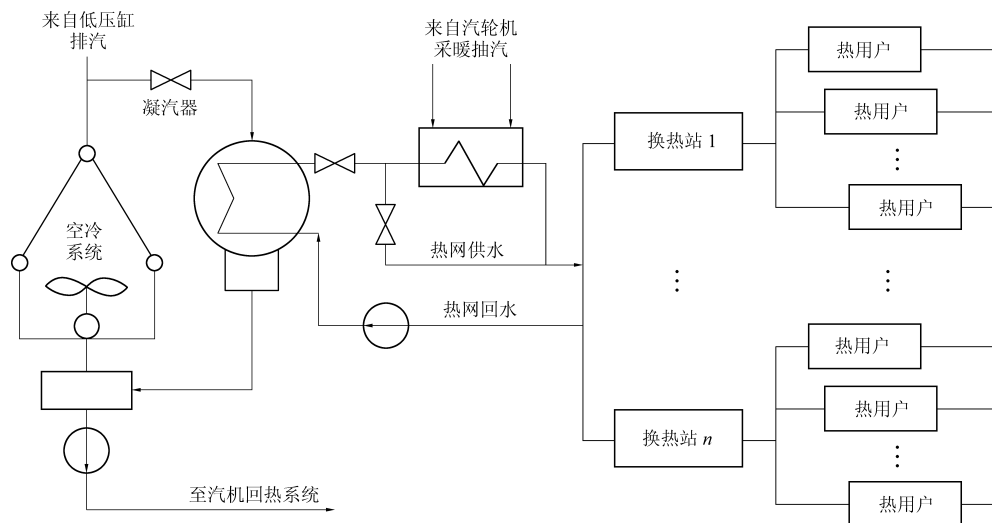 来自低压缸
排汽
凝汽器
来自汽轮机
采暖抽汽
空冷
系统
热网供水
热网回水
至汽机回热系统
换热站 1
热用户
热用户
热用户
换热站 n
热用户
热用户
热用户